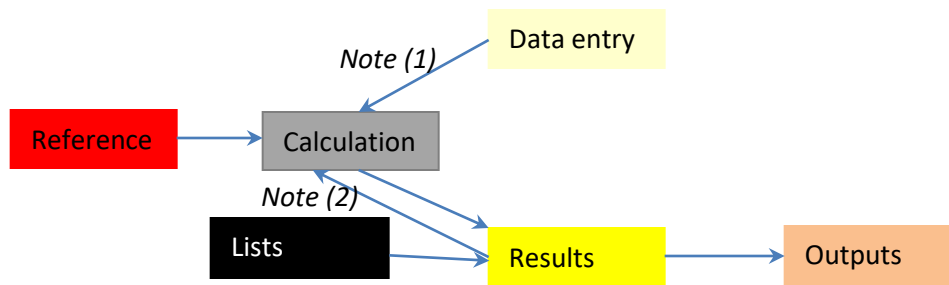 Data entry
Note (1)
Reference
Calculation
Note (2)
Lists
Results
Outputs